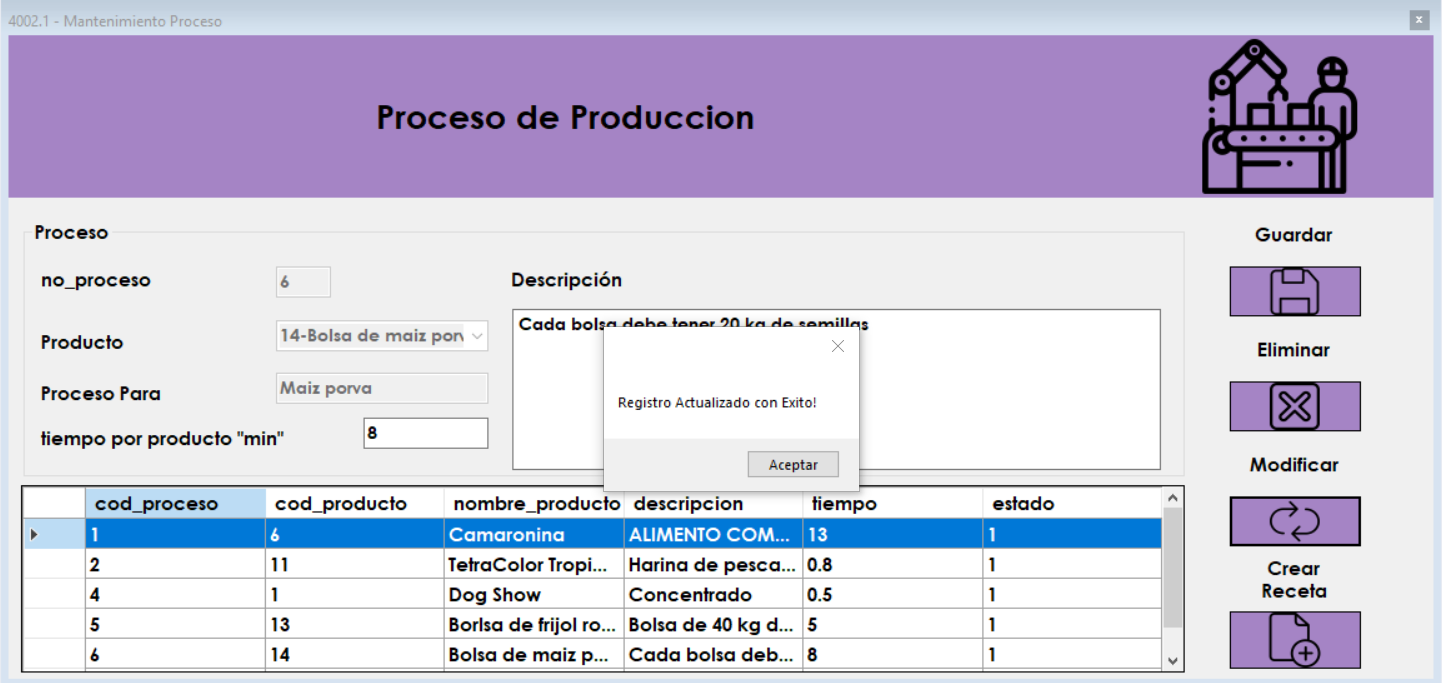 4002.1 - Mantenimiento Proceso
Proceso de Produccion
Proceso
no_proceso
6
Descripción
Producto
14-Bolsa de maiz porv
Cada bolsa debe tener 20 kg de semillas
Proceso Para
Maiz porva
tiempo por producto "min"
8
Registro Actualizado con Exito!
Aceptar
Guardar
Eliminar
Modificar
Crear
Receta
cod_proceso cod_producto nombre_producto descripcion tiempo estado
1 6 Camaronina ALIMENTO COM... 13 1
2 11 TetraColor Tropi... Harina de pesca... 0.8 1
4 1 Dog Show Concentrado 0.5 1
5 13 Borlsa de frijol ro... Bolsa de 40 kg d... 5 1
6 14 Bolsa de maiz p... Cada bolsa deb... 8 1